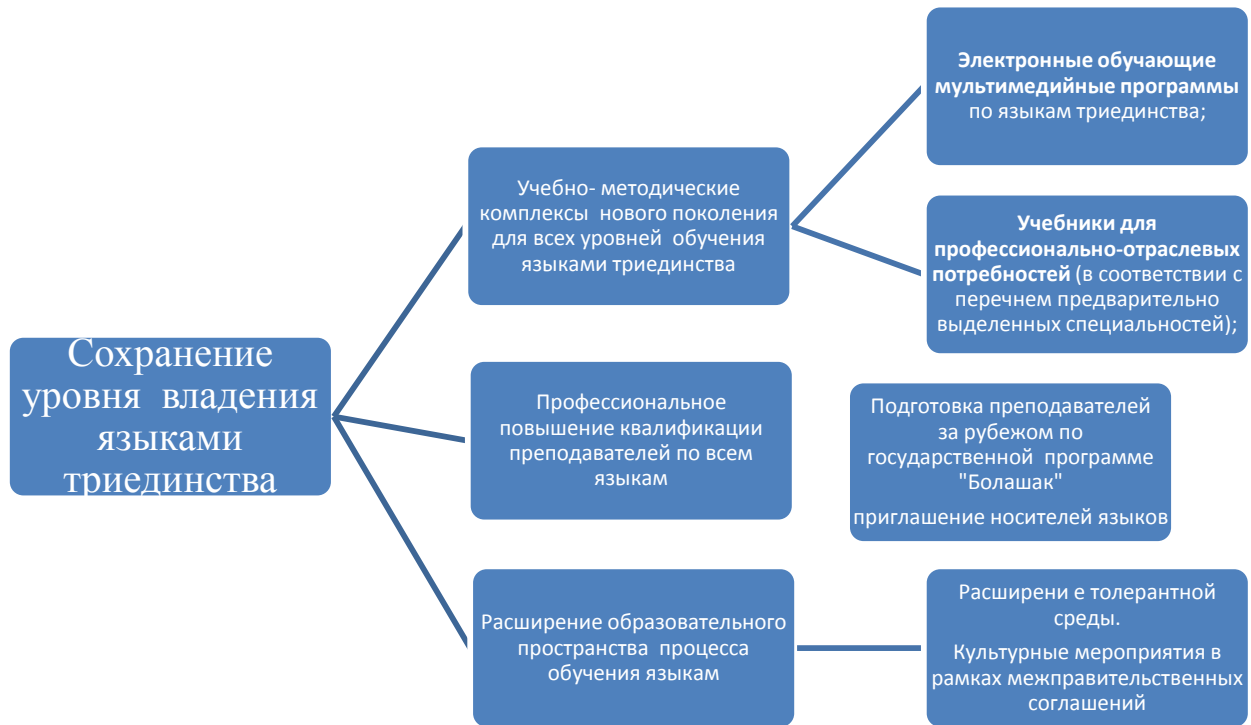 Сохранение
уровня владения
языками
триединства
Учебно- методические
комплексы нового поколения
для всех уровней обучения
языками триединства
Электронные обучающие
мультимедийные программы
по языкам триединства;
Учебники для
профессионально-отраслевых
потребностей (в соответствии с
перечнем предварительно
выделенных специальностей);
Профессиональное
повышение квалификации
преподавателей по всем
языкам
Подготовка преподавателей
за рубежом по
государственной программе
"Болашак"
приглашение носителей языков
Расширение образовательного
пространства процесса
обучения языкам
Расширени е толерантной
среды.
Культурные мероприятия в
рамках межправительственных
соглашений